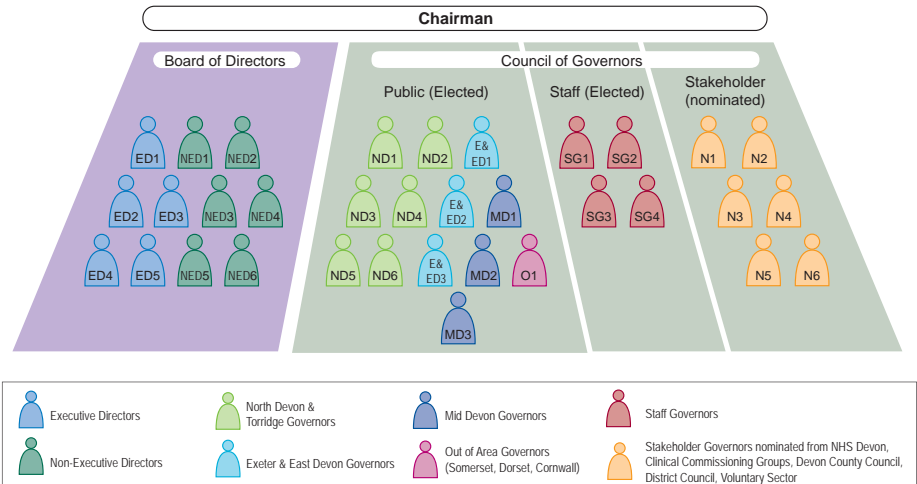 Chairman
Board of Directors
Council of Governors
Public (Elected)
Staff (Elected)
Stakeholder
(nominated)
ED1 NED1 NED2
ED2 ED3 NED3 NED4
ED4 ED5 NED5 NED6
ND1 ND2 E&
ED1
ND3 ND4 E&
ED2 MD1
ND5 ND6 E&
ED3 MD2 O1
MD3
SG1 SG2
SG3 SG4
N1 N2
N3 N4
N5 N6
Executive Directors
Non-Executive Directors
North Devon &
Torridge Governors
Exeter & East Devon Governors
Mid Devon Governors
Out of Area Governors
(Somerset, Dorset, Cornwall)
Staff Governors
Stakeholder Governors nominated from NHS Devon,
Clinical Commissioning Groups, Devon County Council,
District Council, Voluntary Sector